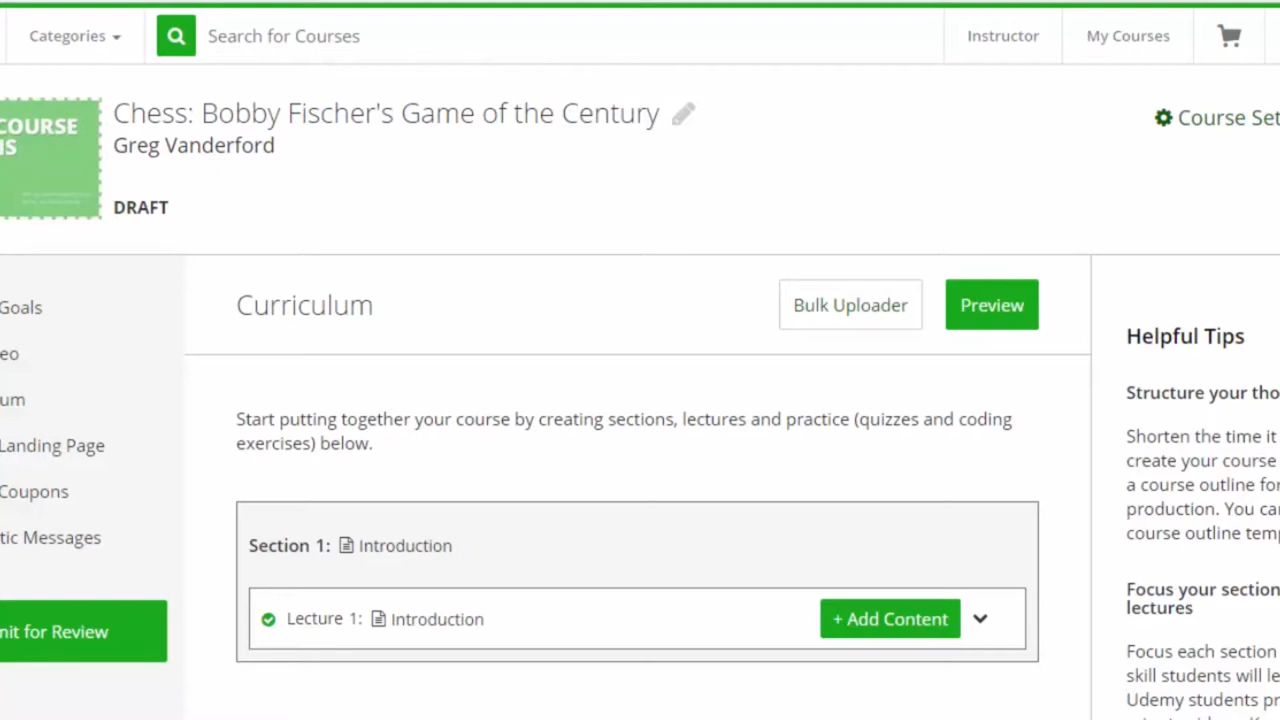 Categories
Search for Courses
Instructor
My Courses
COURSE
IS
Chess: Bobby Fischer's Game of the Century
Greg Vanderford
DRAFT
Course Set
Goals
eo
um
Landing Page
Coupons
tic Messages
nit for Review
Curriculum
Bulk Uploader
Preview
Start putting together your course by creating sections, lectures and practice (quizzes and coding
exercises) below.
Section 1: Introduction
Lecture 1: Introduction
+ Add Content
Helpful Tips
Structure your tho
Shorten the time it
create your course
a course outline for
production. You can
course outline temp
Focus your section
lectures
Focus each section
skill students will le
Udemy students pr